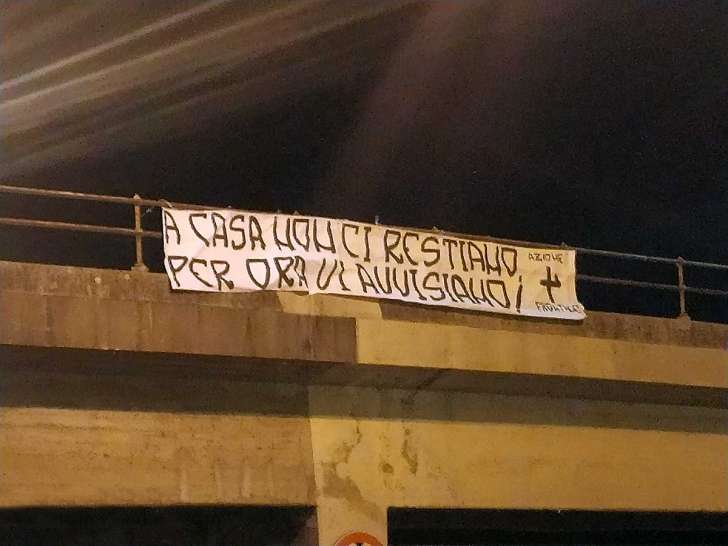 A CASA NON CI RESTIAMO
PER ORA VI AVVISIAMO!
AZIONE
FRONTALE